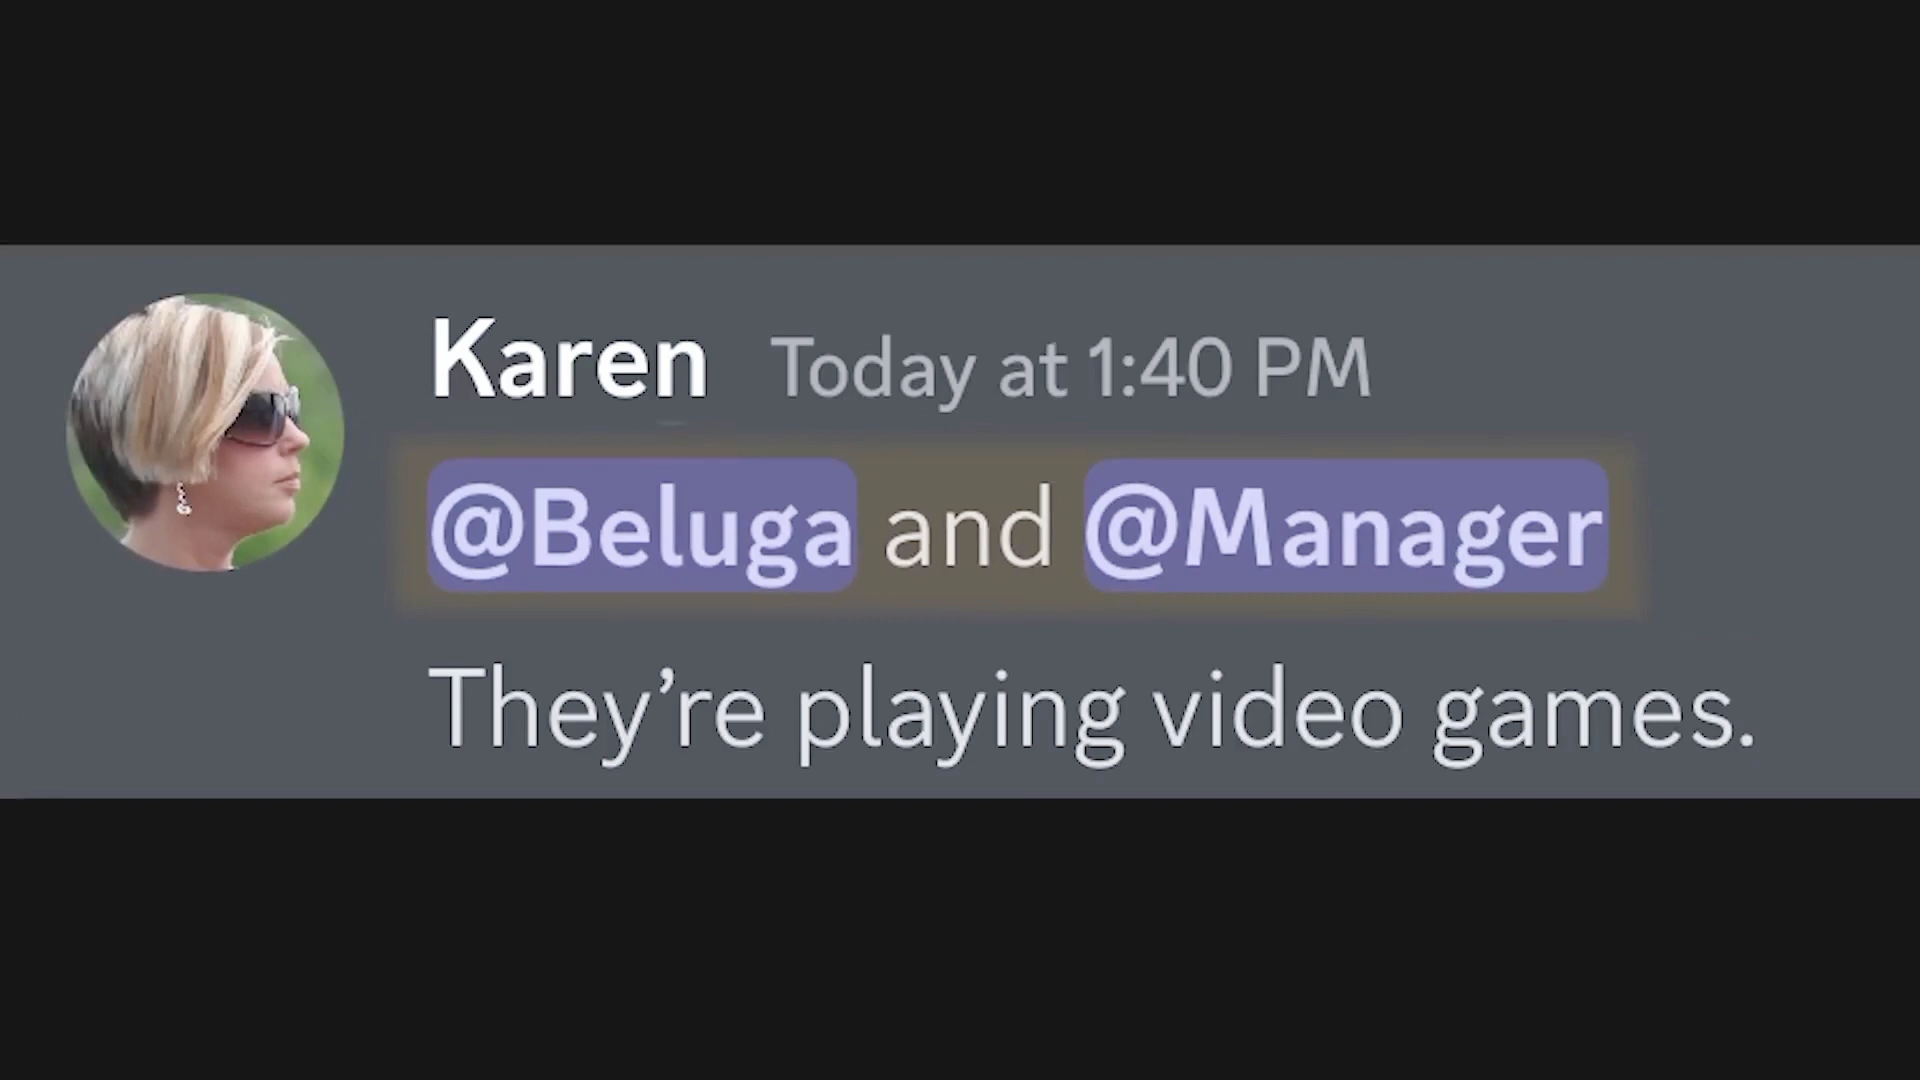 Karen Today at 1:40 PM
@Beluga and @Manager
They’re playing video games.